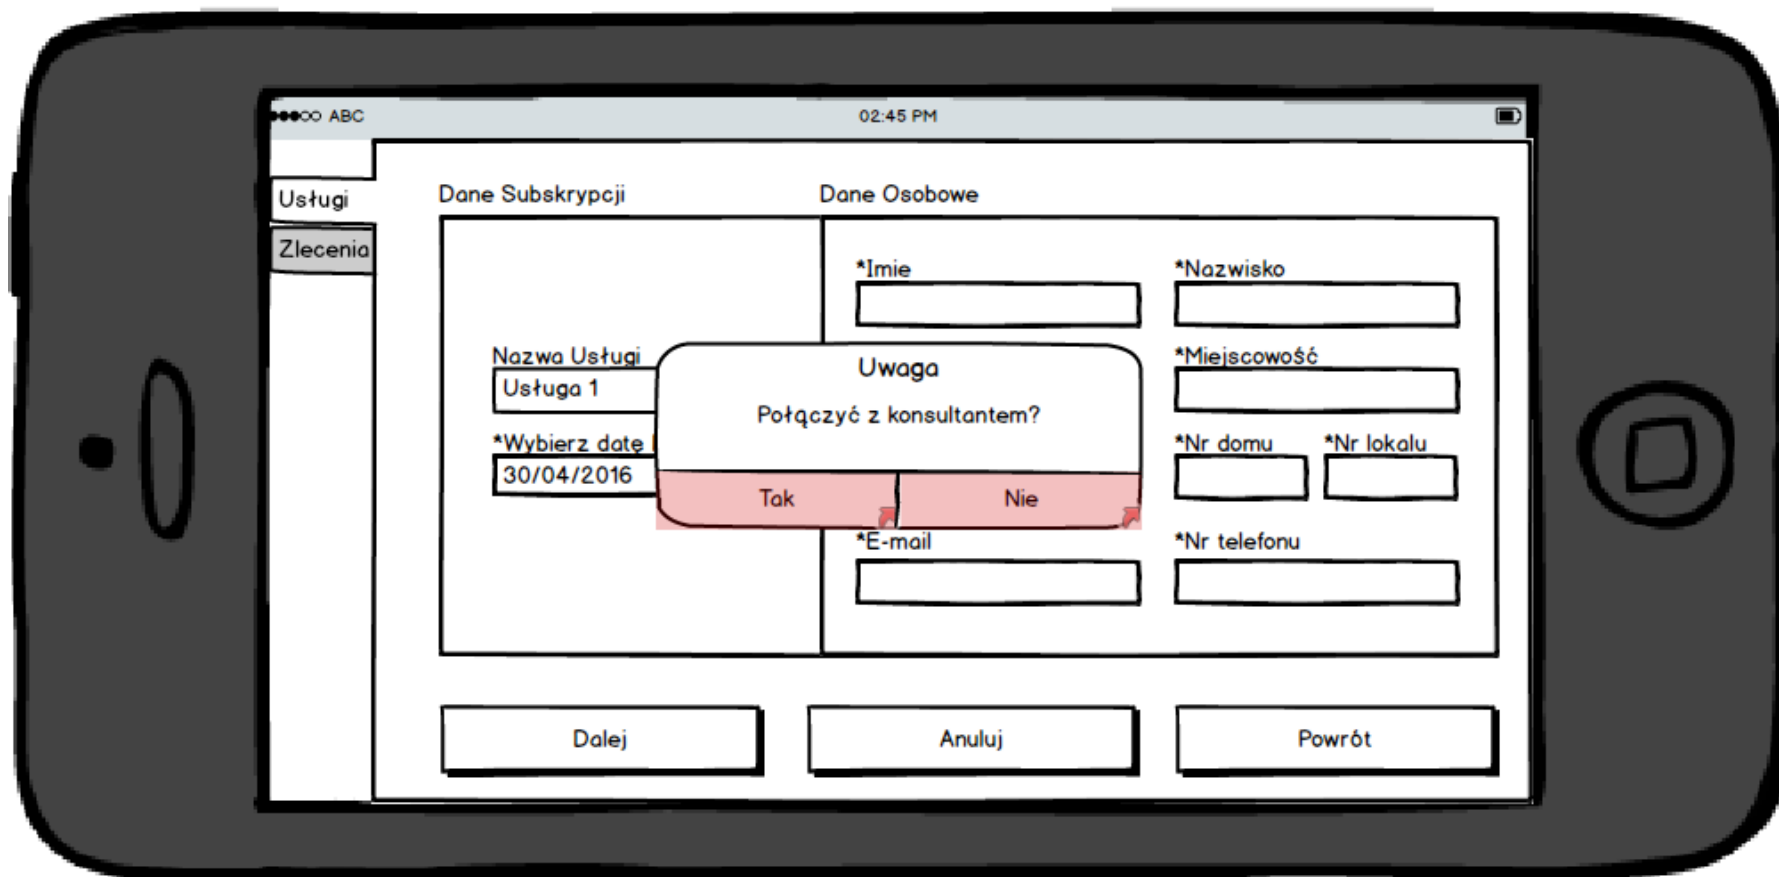 ABC
02:45 PM
Usługi
Zlecenia
Dane Subskrypcji
Dane Osobowe
*Imie
*Nazwisko
Nazwa Usługi
Usługa 1
*Miejscowość
*Wybierz datę
30/04/2016
*Nr domu
*Nr lokalu
*E-mail
*Nr telefonu
Uwaga
Połączyć z konsultantem?
Tak
Nie
Dalej
Anuluj
Powrót